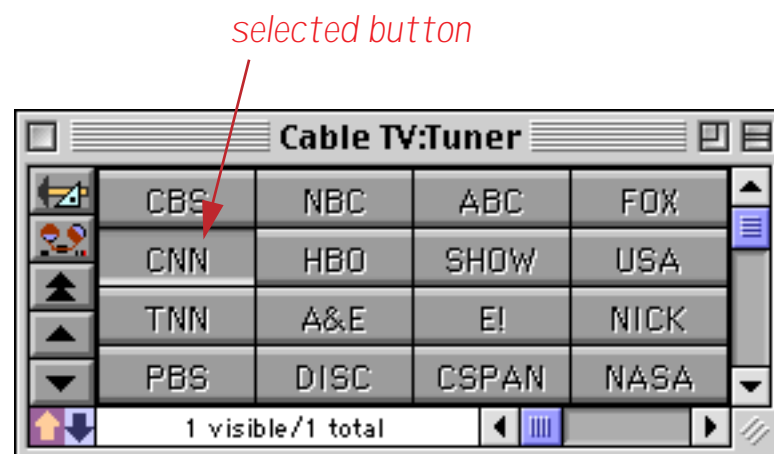 selected button
Cable TV:Tuner
CBS NBC ABC FOX
CNN HBO SHOW USA
TNN A&E E! NICK
PBS DISC CSPAN NASA
1 visible/1 total